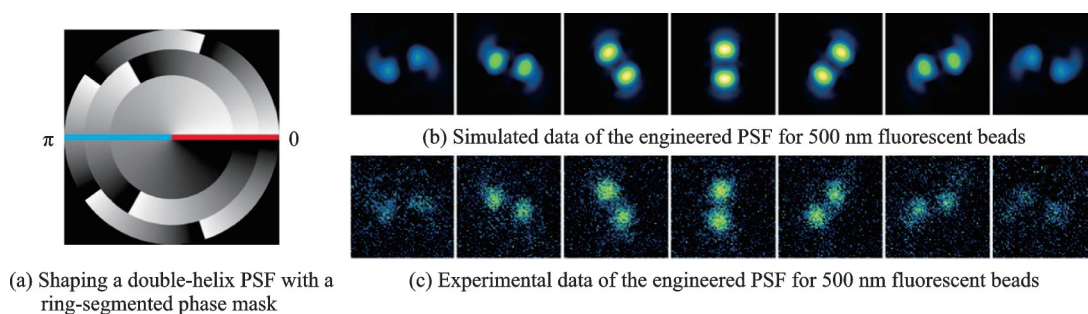 π
0
(a) Shaping a double-helix PSF with a
ring-segmented phase mask
(b) Simulated data of the engineered PSF for 500 nm fluorescent beads
(c) Experimental data of the engineered PSF for 500 nm fluorescent beads